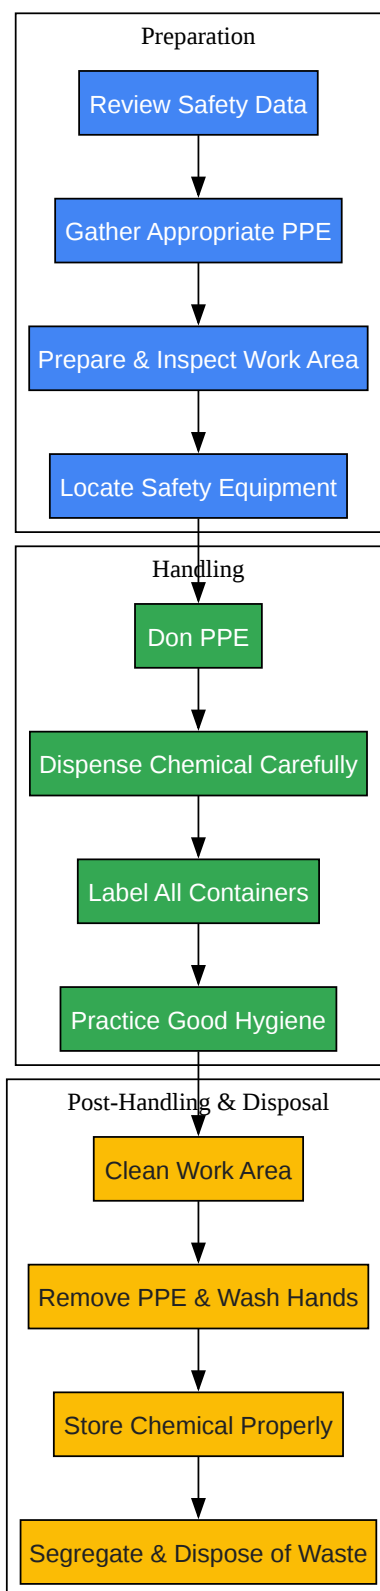 Preparation
Review Safety Data
Gather Appropriate PPE
Prepare & Inspect Work Area
Locate Safety Equipment
Handling
Don PPE
Dispense Chemical Carefully
Label All Containers
Practice Good Hygiene
Post-Handling & Disposal
Clean Work Area
Remove PPE & Wash Hands
Store Chemical Properly
Segregate & Dispose of Waste